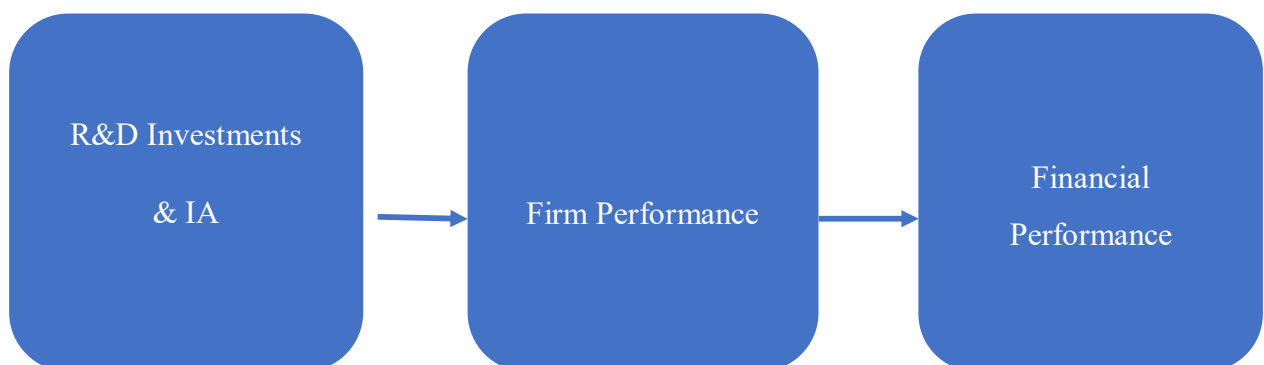 R&D Investments
& IA
Firm Performance
Financial
Performance